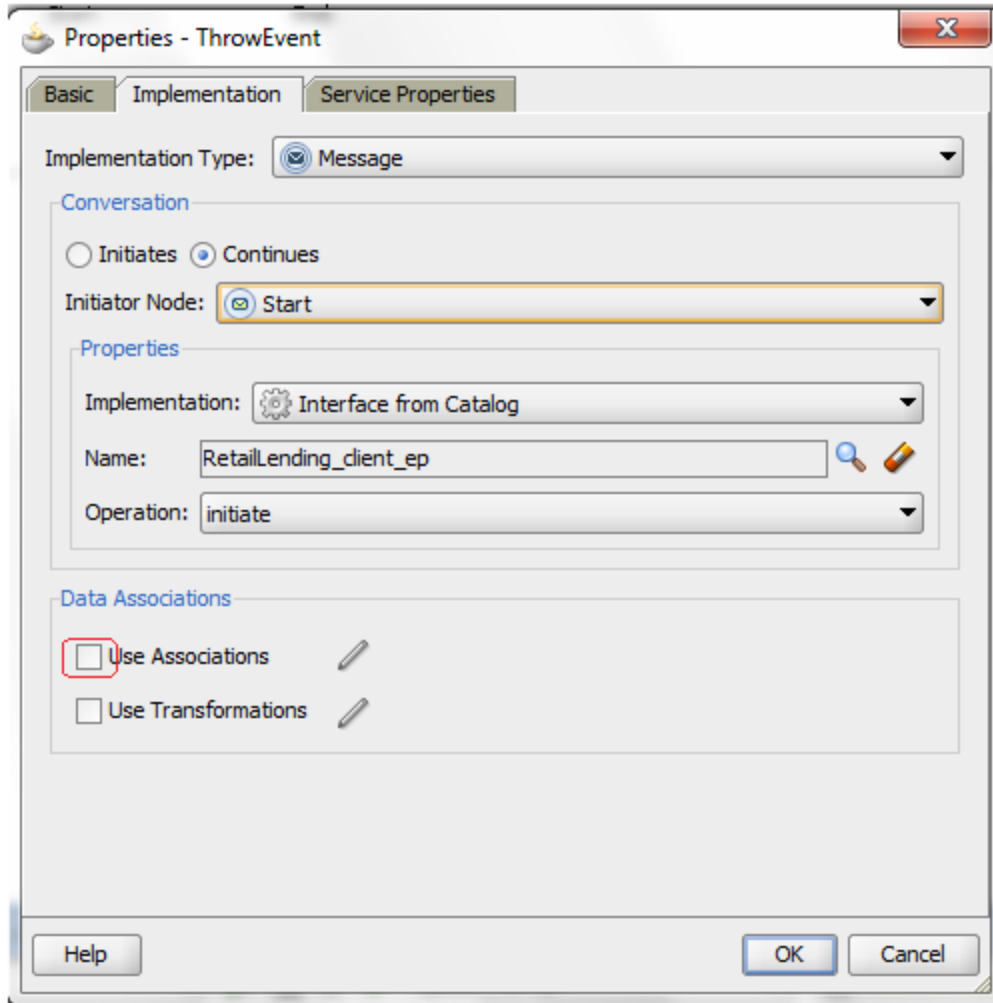 Properties - ThrowEvent
Basic Implementation Service Properties
Implementation Type: Message
Conversation
Initiates Continues
Initiator Node: Start
Properties
Implementation: Interface from Catalog
Name: RetailLending_client_ep
Operation: initiate
Data Associations
Use Associations
Use Transformations
Help OK Cancel